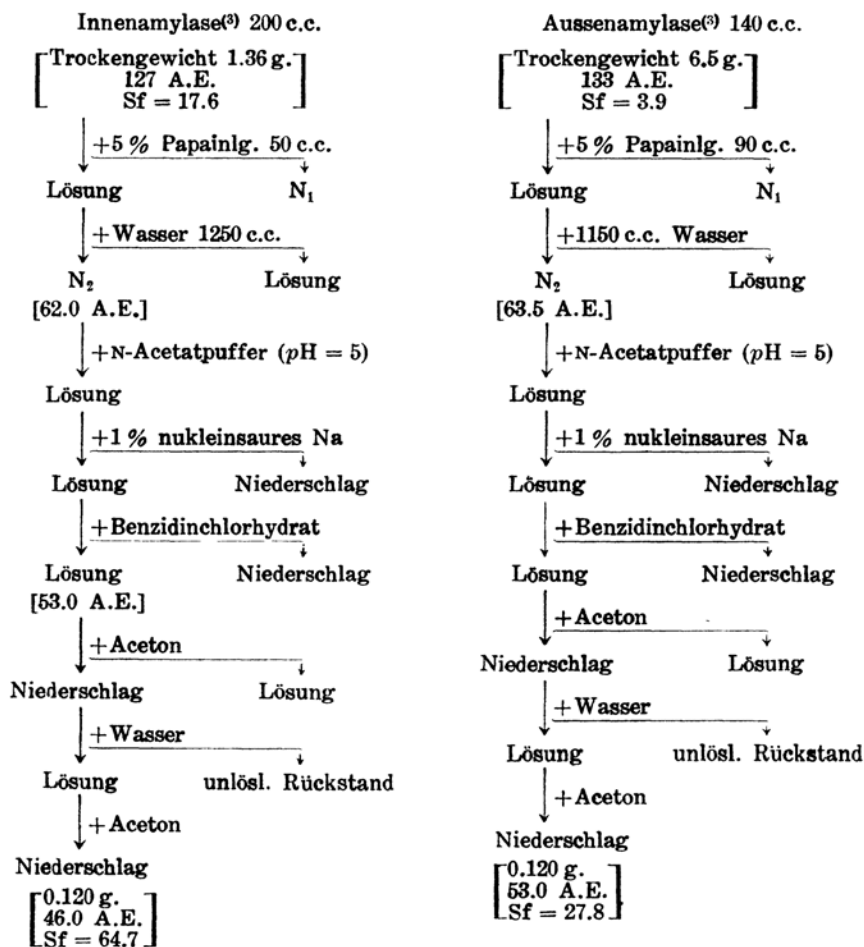 Innenamylase⁽³⁾ 200 c.c.
Trockengewicht 1.36 g.
127 A.E.
Sf = 17.6
+5 % Papainlg. 50 c.c.
Lösung N₁
+Wasser 1250 c.c.
N₂ Lösung
[62.0 A.E.]
+N-Acetatpuffer (pH = 5)
Lösung
+1 % nukleinsaures Na
Lösung Niederschlag
+Benzidinchlorhydrat
Lösung Niederschlag
[53.0 A.E.]
+Aceton
Niederschlag Lösung
+Wasser
Lösung unlösl. Rückstand
+Aceton
Niederschlag
0.120 g.
46.0 A.E.
Sf = 64.7
Aussenamylase⁽³⁾ 140 c.c.
Trockengewicht 6.5 g.
133 A.E.
Sf = 3.9
+5 % Papainlg. 90 c.c.
Lösung N₁
+1150 c.c. Wasser
N₂ Lösung
[63.5 A.E.]
+N-Acetatpuffer (pH = 5)
Lösung
+1 % nukleinsaures Na
Lösung Niederschlag
+Benzidinchlorhydrat
Lösung Niederschlag
+Aceton
Niederschlag Lösung
+Wasser
Lösung unlösl. Rückstand
+Aceton
Niederschlag
0.120 g.
53.0 A.E.
Sf = 27.8